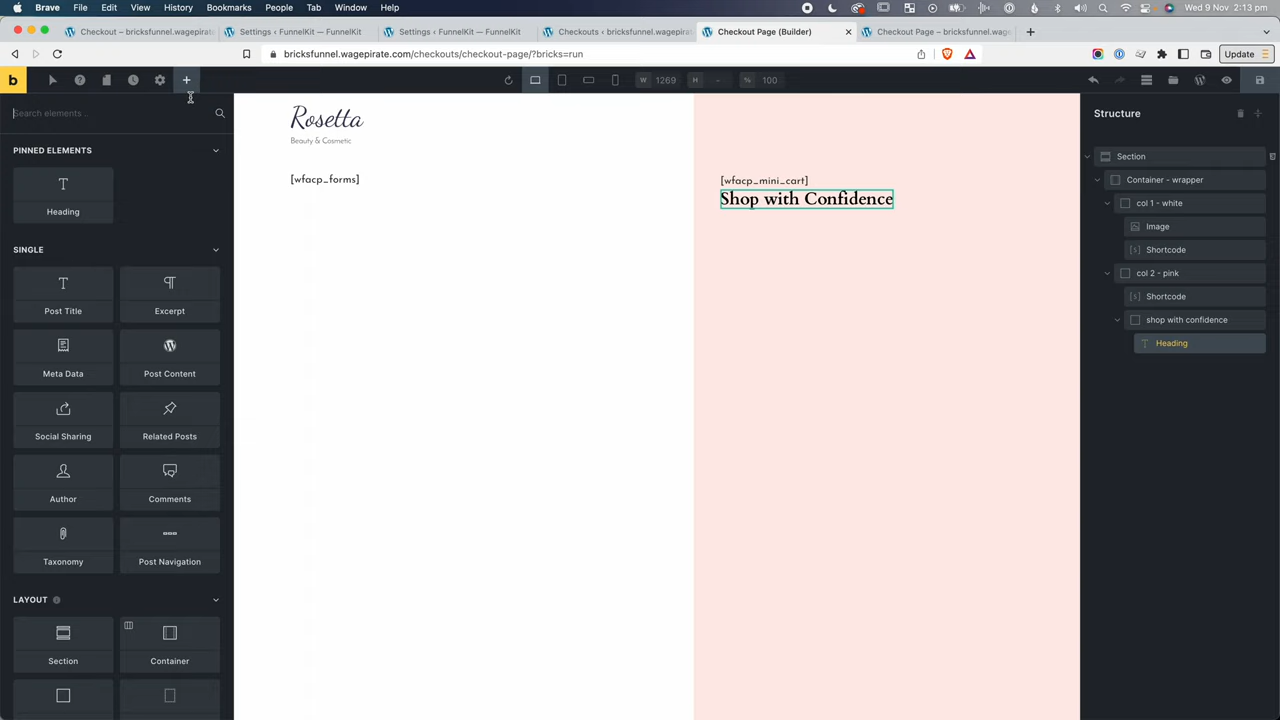 Brave File Edit View History Bookmarks People Tab Window Help Wed 9 Nov 2:13 pm
Checkout – bricksfunnel.wagepirate Settings ‹ FunnelKit — FunnelKit Settings ‹ FunnelKit — FunnelKit Checkouts ‹ bricksfunnel.wagepirate Checkout Page (Builder) Checkout Page – bricksfunnel.wage
bricksfunnel.wagepirate.com/checkouts/checkout-page/?bricks=run Update
b W 1269 H - % 100
Search elements ..
PINNED ELEMENTS
Heading
SINGLE
Post Title Excerpt
Meta Data Post Content
Social Sharing Related Posts
Author Comments
Taxonomy Post Navigation
LAYOUT
Section Container
Rosetta
Beauty & Cosmetic
[wfacp_forms]
[wfacp_mini_cart]
Shop with Confidence
Structure
Section
Container - wrapper
col 1 - white
Image
Shortcode
col 2 - pink
Shortcode
shop with confidence
Heading